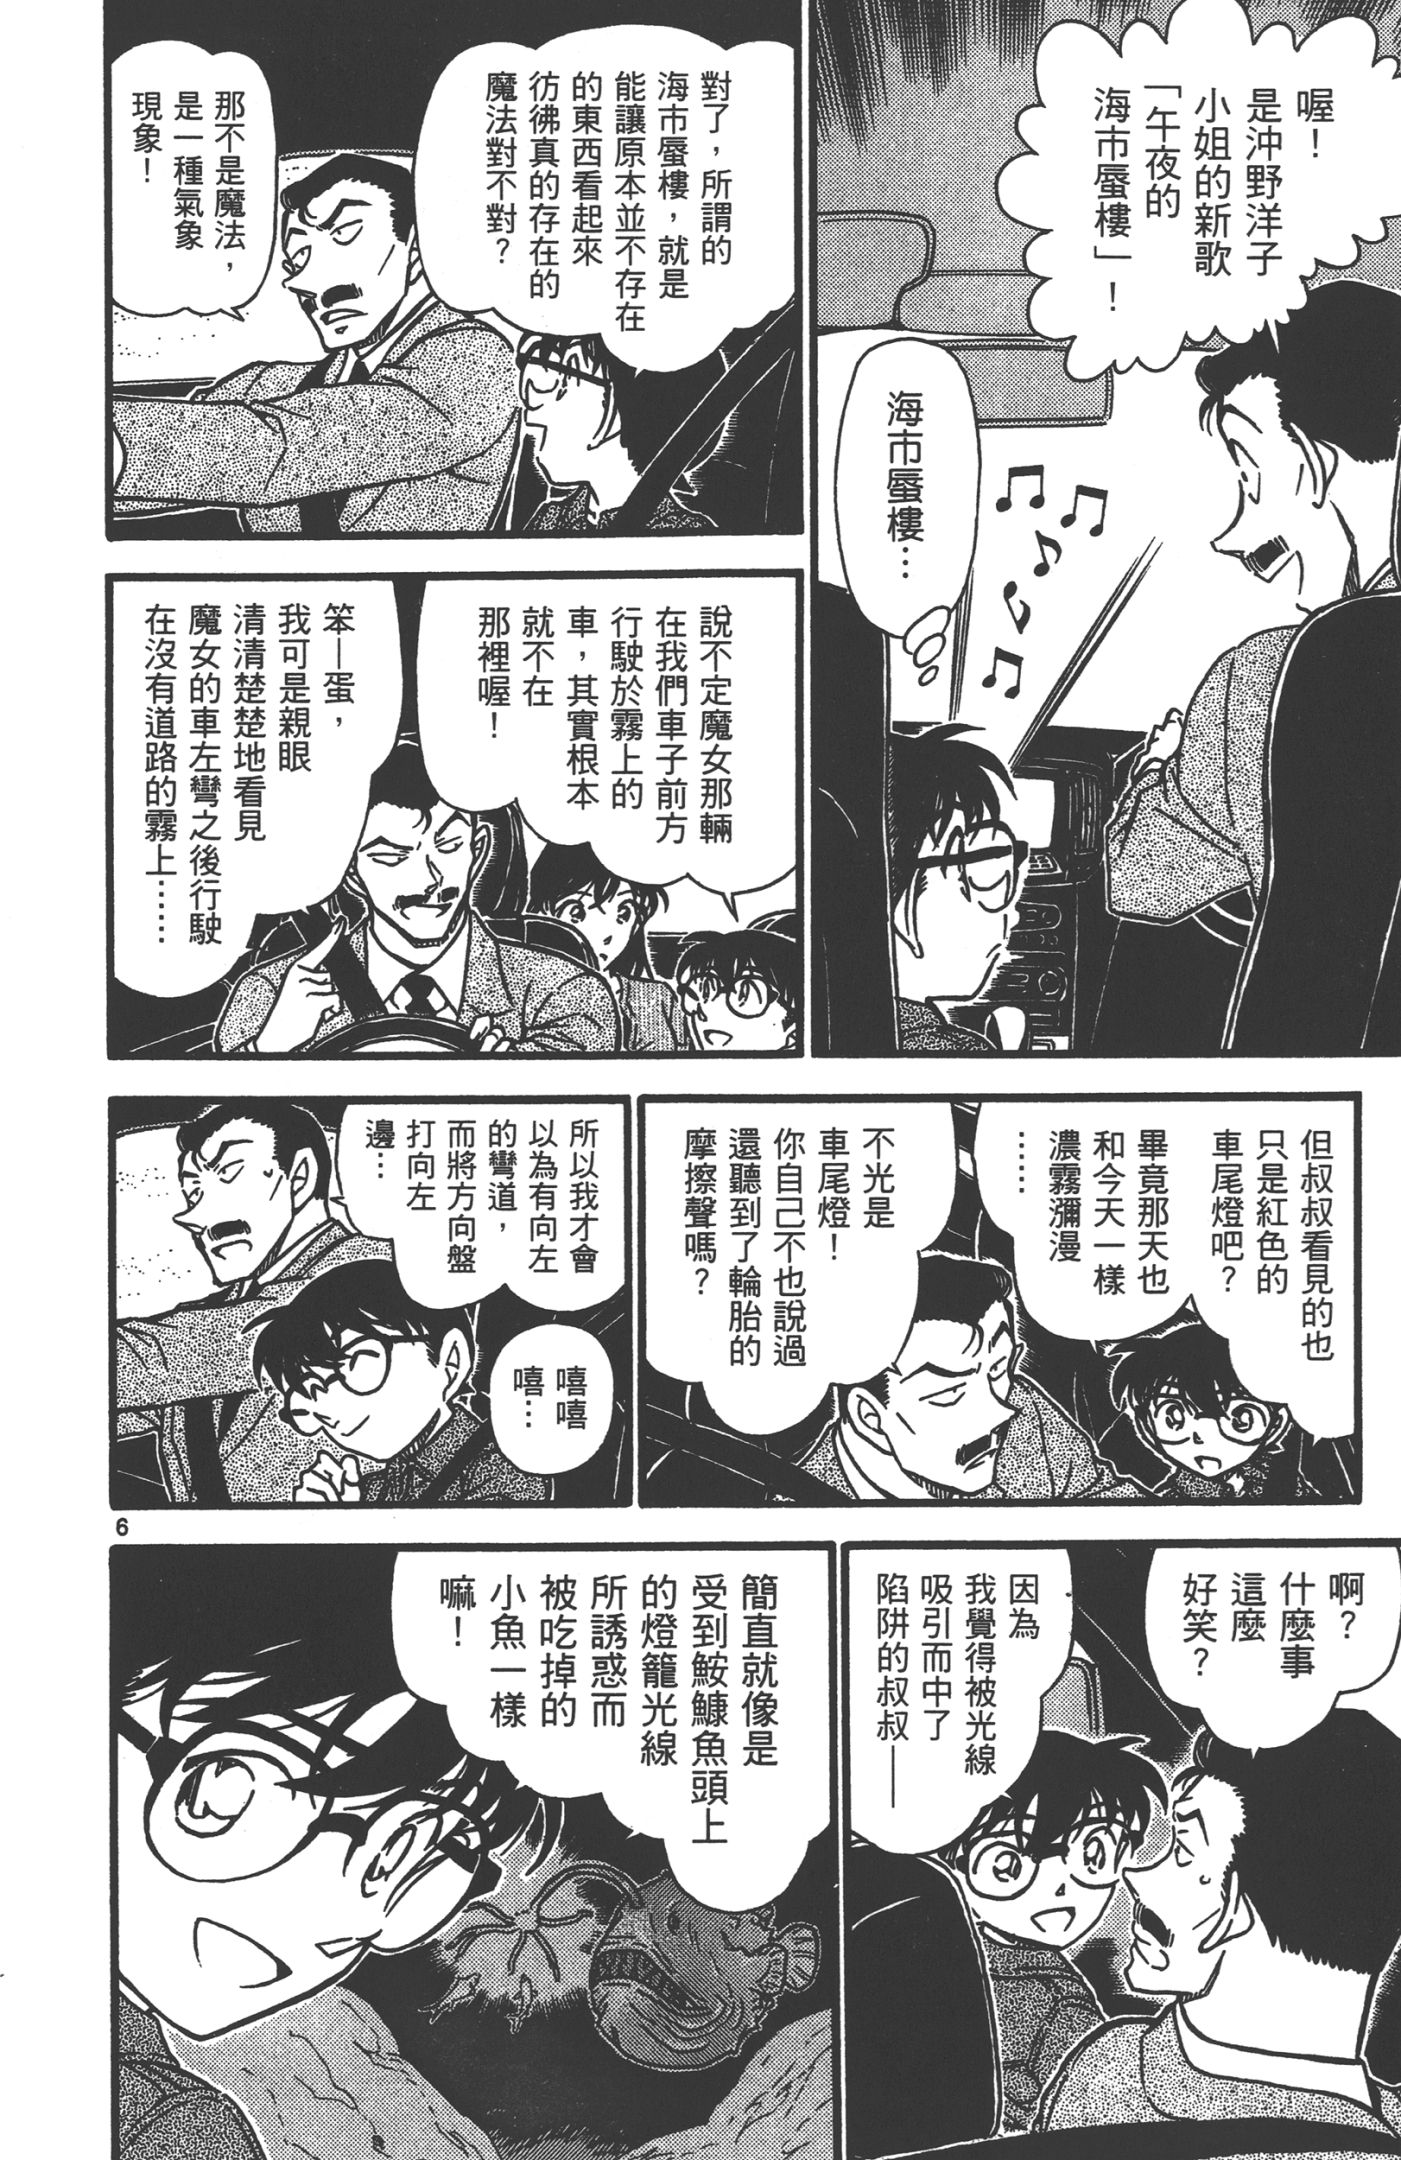 喔！
是沖野洋子
小姐的新歌
「午夜的
海市蜃樓」！
海市蜃樓…
對了，所謂的
海市蜃樓，就是
能讓原本並不存在
的東西看起來
彷彿真的存在的
魔法對不對？
那不是魔法，
是一種氣象
現象！
說不定魔女那輛
在我們車子前方
行駛於霧上的
車，其實根本
就不在
那裡喔！
笨—蛋，
我可是親眼
清清楚楚地看見
魔女的車左彎之後行駛
在沒有道路的霧上……
但叔叔看見的也
只是紅色的
車尾燈吧？
畢竟那天也
和今天一樣
濃霧瀰漫
……
不光是
車尾燈！
你自己不也說過
還聽到了輪胎的
摩擦聲嗎？
所以我才會
以為有向左
的彎道，
而將方向盤
打向左
邊…
嘻嘻
嘻…
啊？
什麼事
這麼
好笑？
因為
我覺得被光線
吸引而中了
陷阱的叔叔—
簡直就像是
受到鮟鱇魚頭上
的燈籠光線
所誘惑而
被吃掉的
小魚一樣
嘛！
6